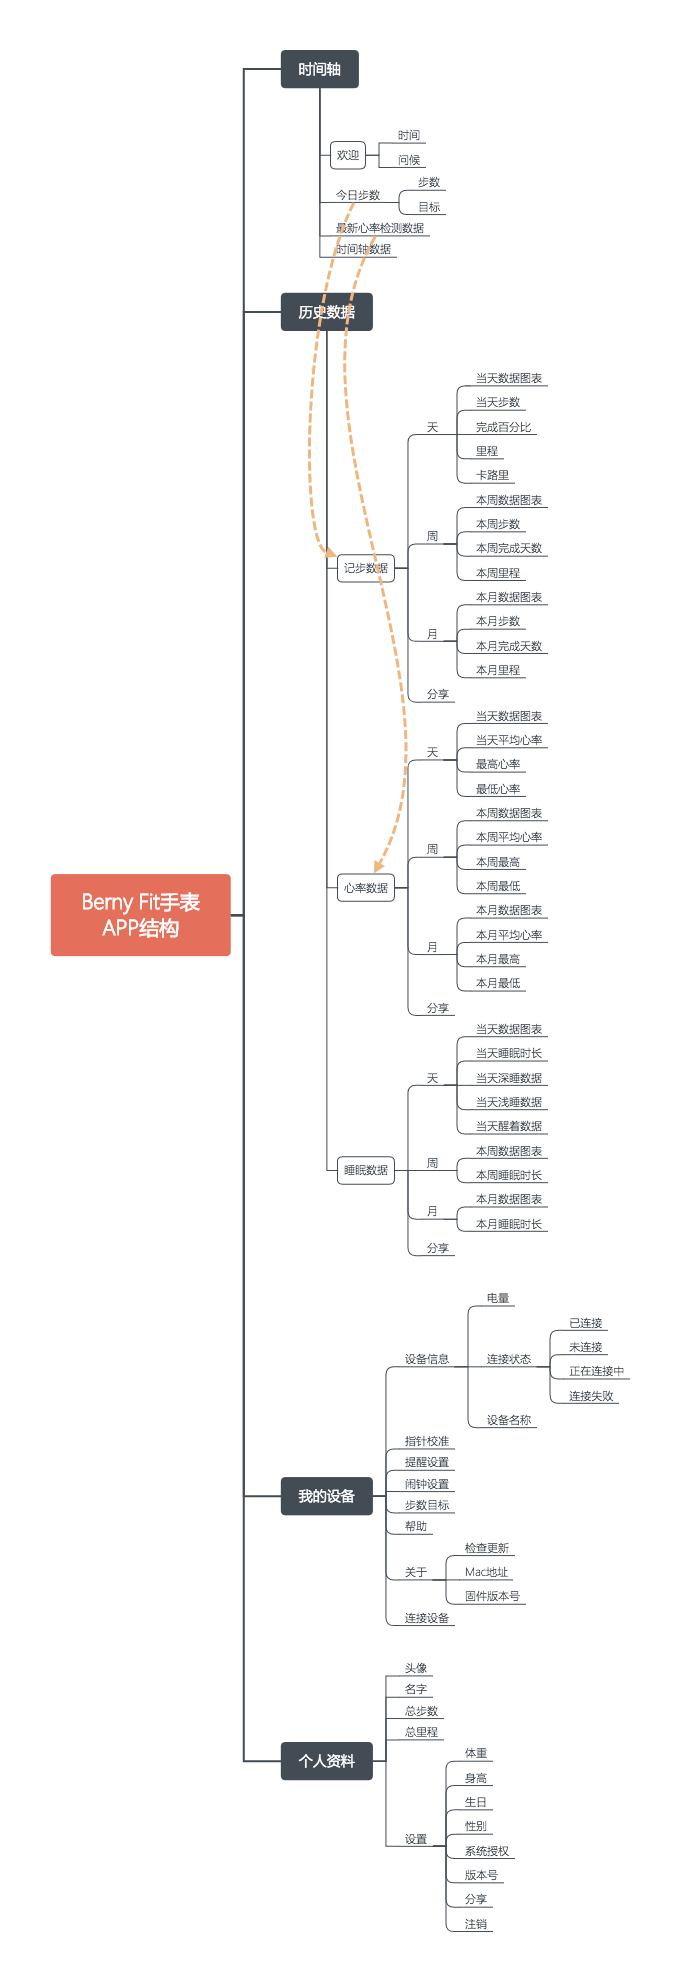 时间轴
欢迎
时间
问候
今日步数
步数
目标
最新心率检测数据
时间轴数据
历史数据
记步数据
天
当天数据图表
当天步数
完成百分比
里程
卡路里
周
本周数据图表
本周步数
本周完成天数
本周里程
月
本月数据图表
本月步数
本月完成天数
本月里程
分享
心率数据
天
当天数据图表
当天平均心率
最高心率
最低心率
周
本周数据图表
本周平均心率
本周最高
本周最低
月
本月数据图表
本月平均心率
本月最高
本月最低
分享
Berny Fit手表
APP结构
睡眠数据
天
当天数据图表
当天睡眠时长
当天深睡数据
当天浅睡数据
当天醒着数据
周
本周数据图表
本周睡眠时长
月
本月数据图表
本月睡眠时长
分享
我的设备
设备信息
电量
连接状态
已连接
未连接
正在连接中
连接失败
设备名称
指针校准
提醒设置
闹钟设置
步数目标
帮助
关于
检查更新
Mac地址
固件版本号
连接设备
个人资料
头像
名字
总步数
总里程
设置
体重
身高
生日
性别
系统授权
版本号
分享
注销